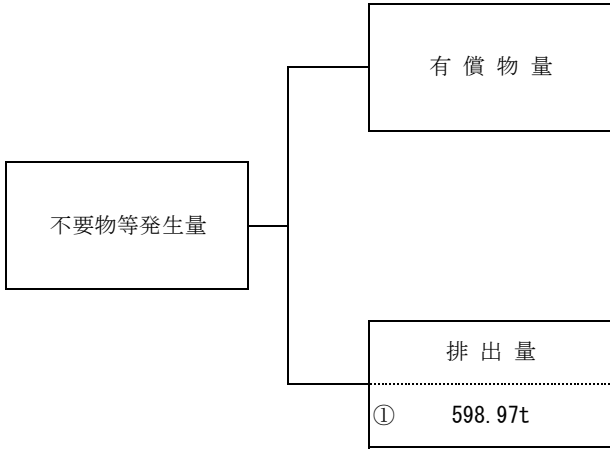 有 償 物 量
不要物等発生量
排 出 量
① 598.97t